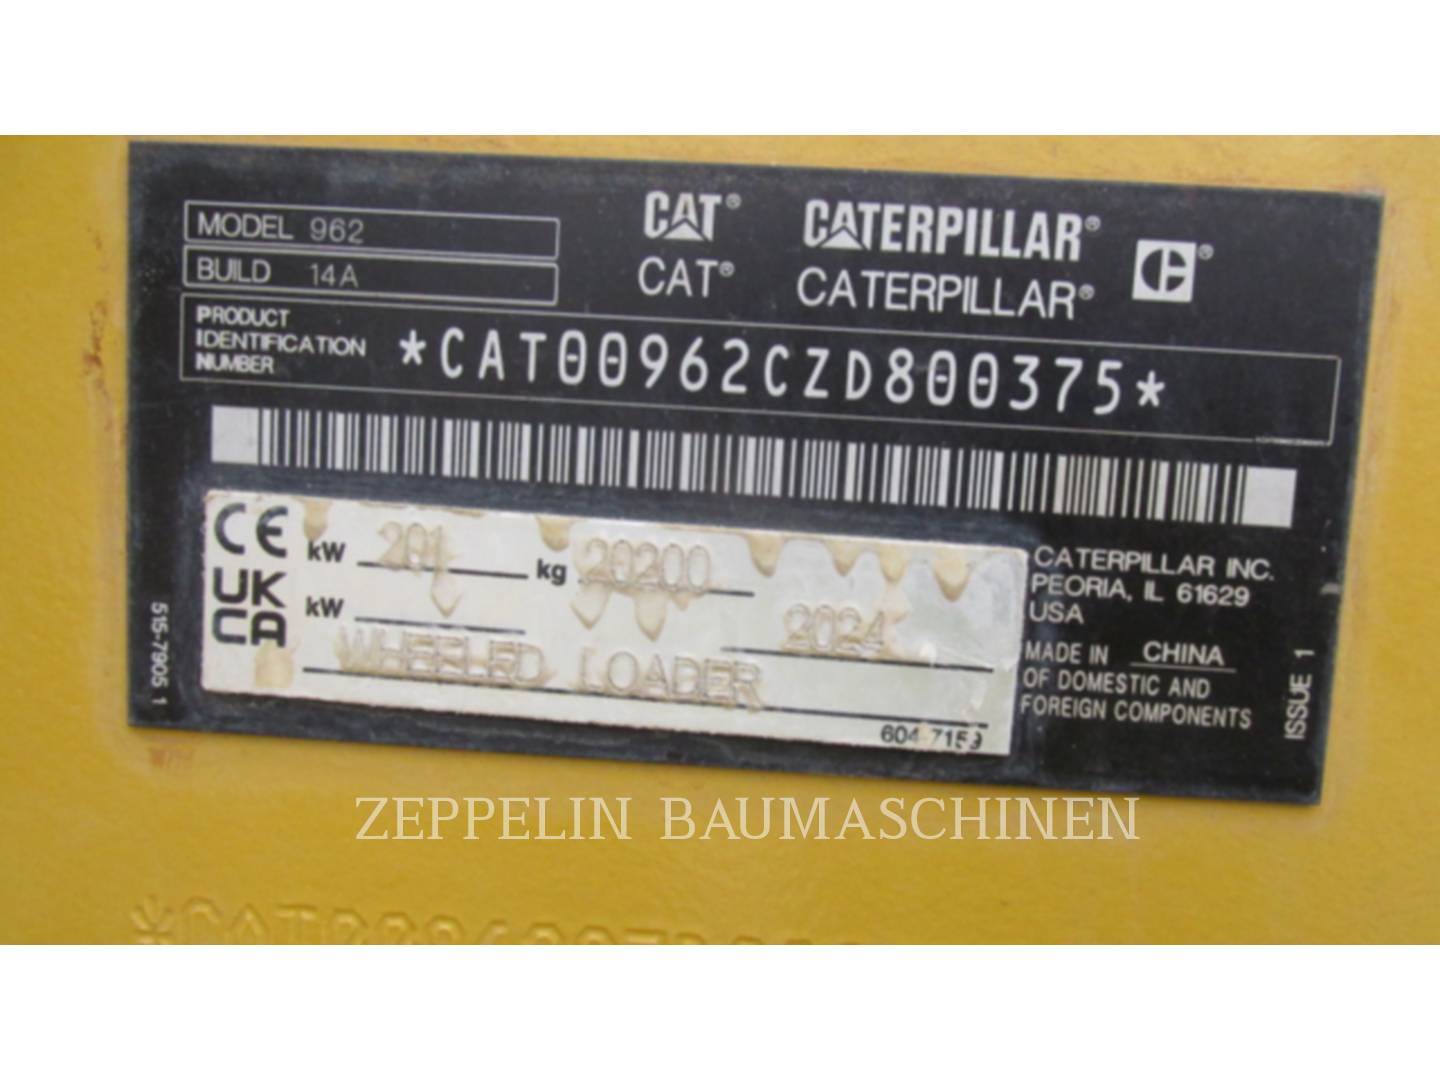 MODEL 962
BUILD 14A
CAT® CATERPILLAR® ®
CAT® CATERPILLAR®
PRODUCT
IDENTIFICATION
NUMBER
*CAT00962CZD800375*
CE
UK
CA
kW 201 kg 20200
kW 2024
WHEELED LOADER
604-7159
CATERPILLAR INC.
PEORIA, IL 61629
USA
MADE IN CHINA
OF DOMESTIC AND
FOREIGN COMPONENTS
ISSUE 1
515-7905 1
ZEPPELIN BAUMASCHINEN